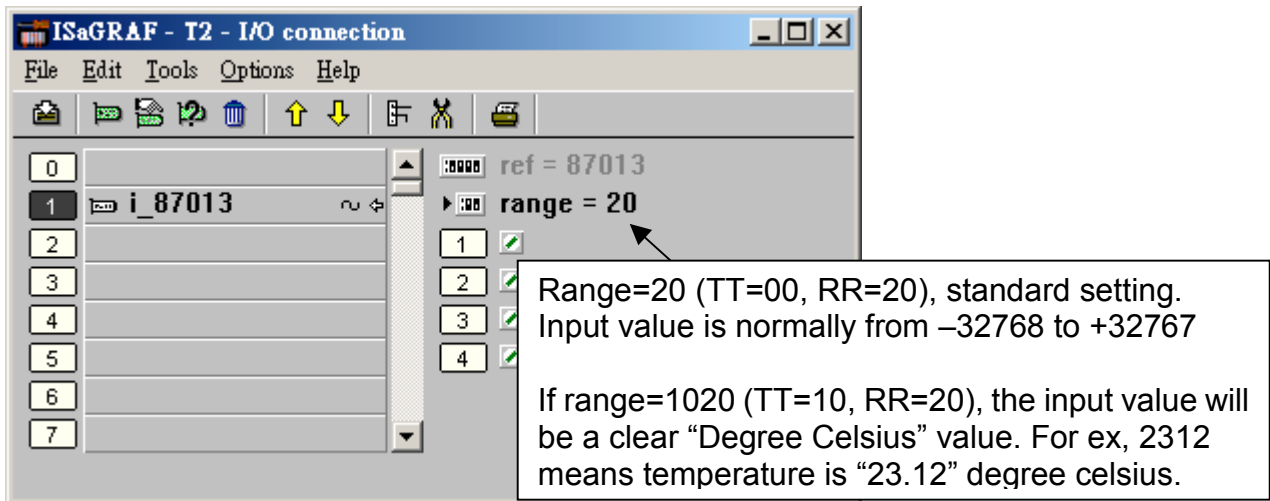 ISaGRAF - T2 - I/O connection
File Edit Tools Options Help
0
1 i_87013
2
3
4
5
6
7
ref = 87013
range = 20
1
2
3
4
Range=20 (TT=00, RR=20), standard setting.
Input value is normally from –32768 to +32767
If range=1020 (TT=10, RR=20), the input value will
be a clear “Degree Celsius” value. For ex, 2312
means temperature is “23.12” degree celsius.